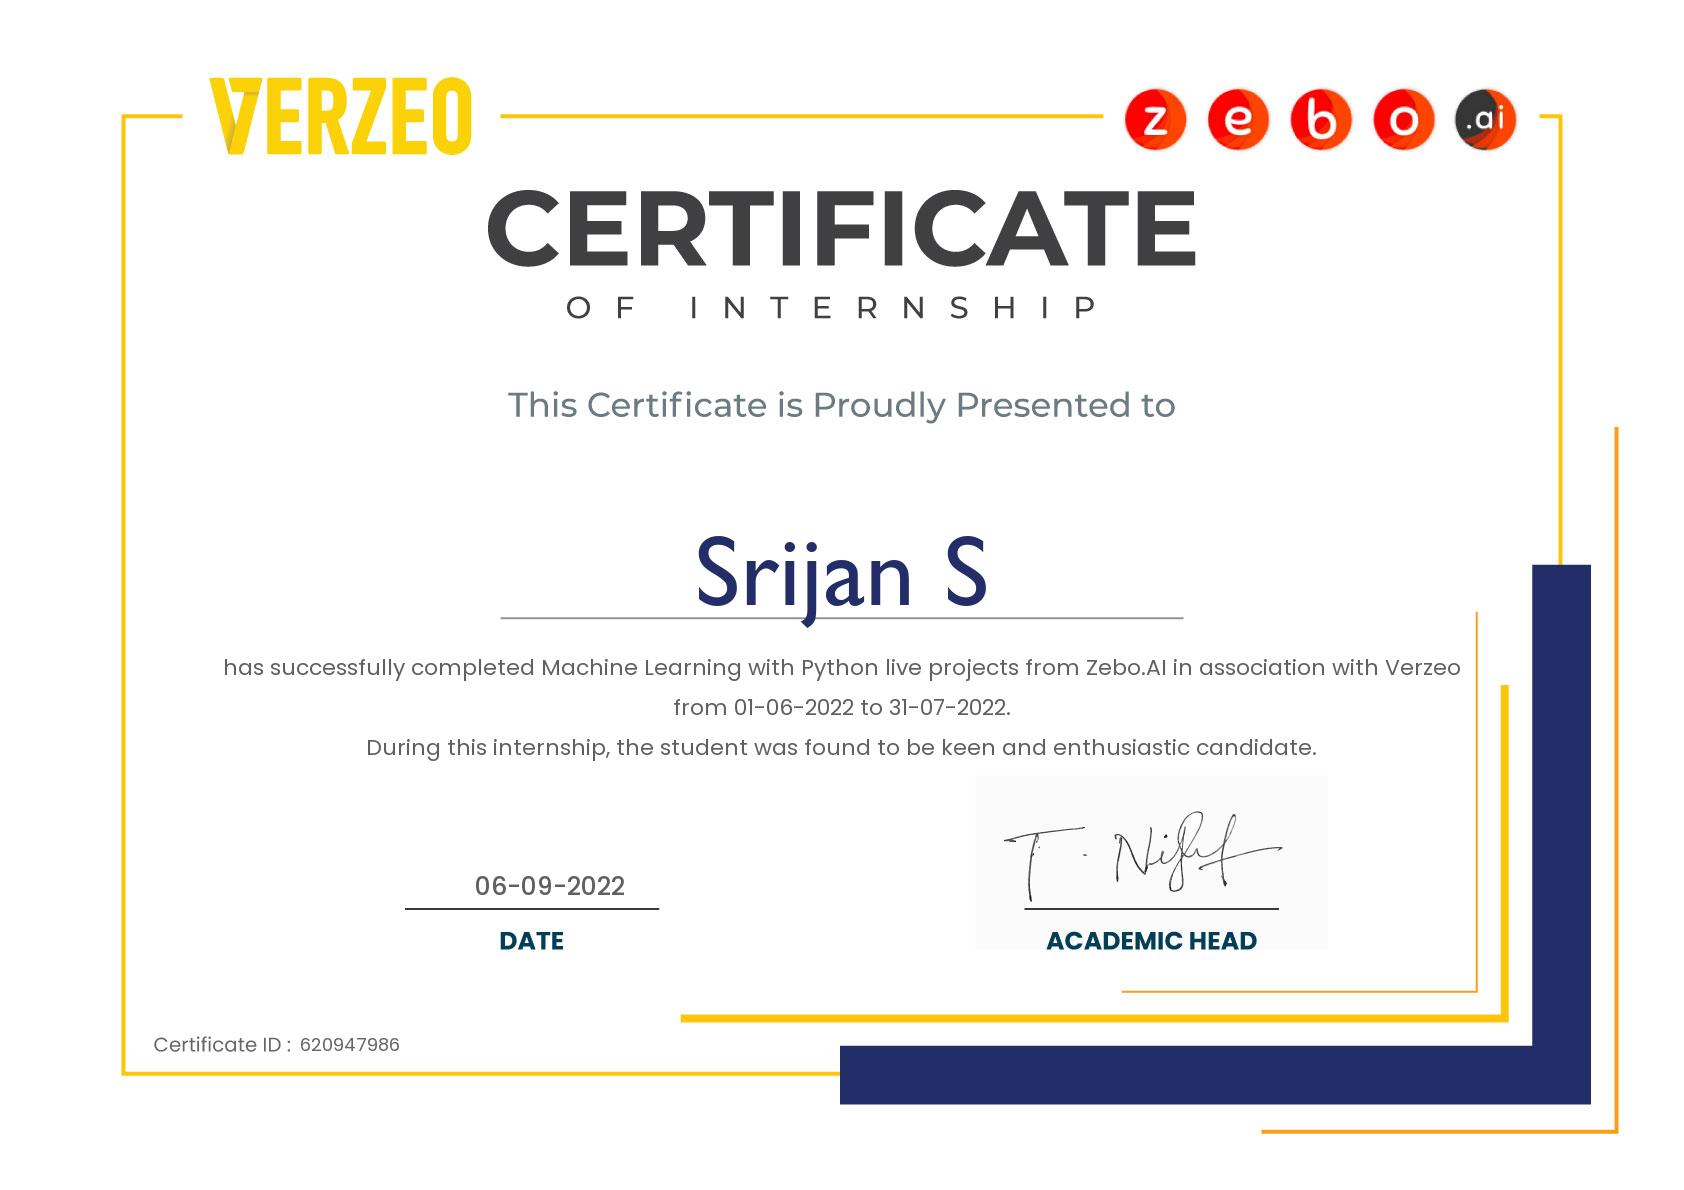 VERZEO
zebo.ai
CERTIFICATE
OF INTERNSHIP
This Certificate is Proudly Presented to
Srijan S
has successfully completed Machine Learning with Python live projects from Zebo.AI in association with Verzeo
from 01-06-2022 to 31-07-2022.
During this internship, the student was found to be keen and enthusiastic candidate.
06-09-2022
DATE
ACADEMIC HEAD
Certificate ID : 620947986